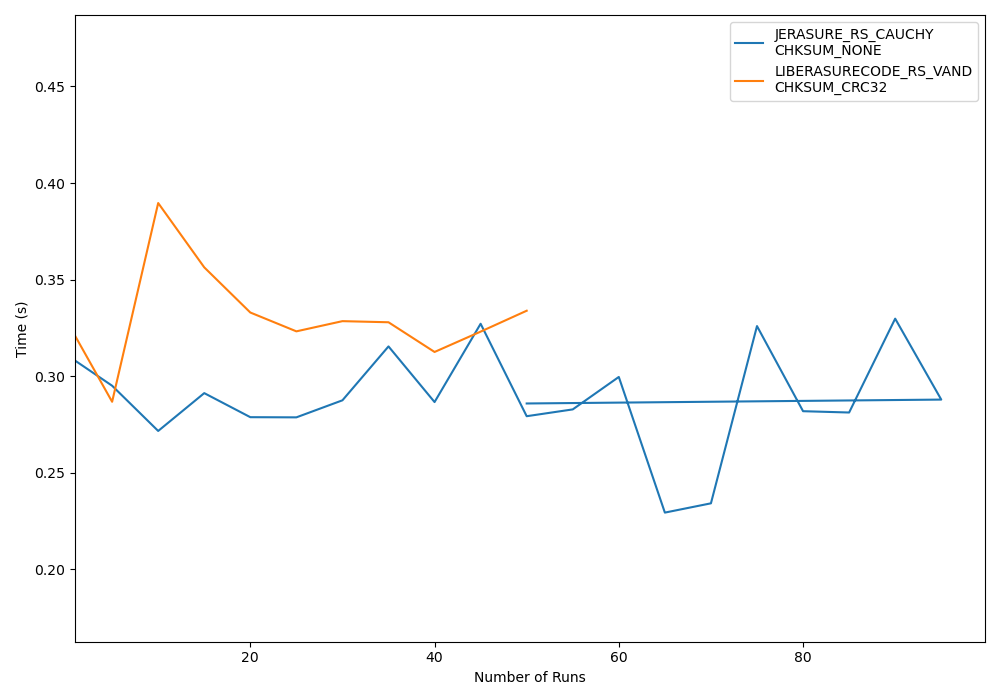 JERASURE_RS_CAUCHY
CHKSUM_NONE
LIBERASURECODE_RS_VAND
CHKSUM_CRC32
0.45
0.40
0.35
0.30
0.25
0.20
Time (s)
20
40
60
80
Number of Runs